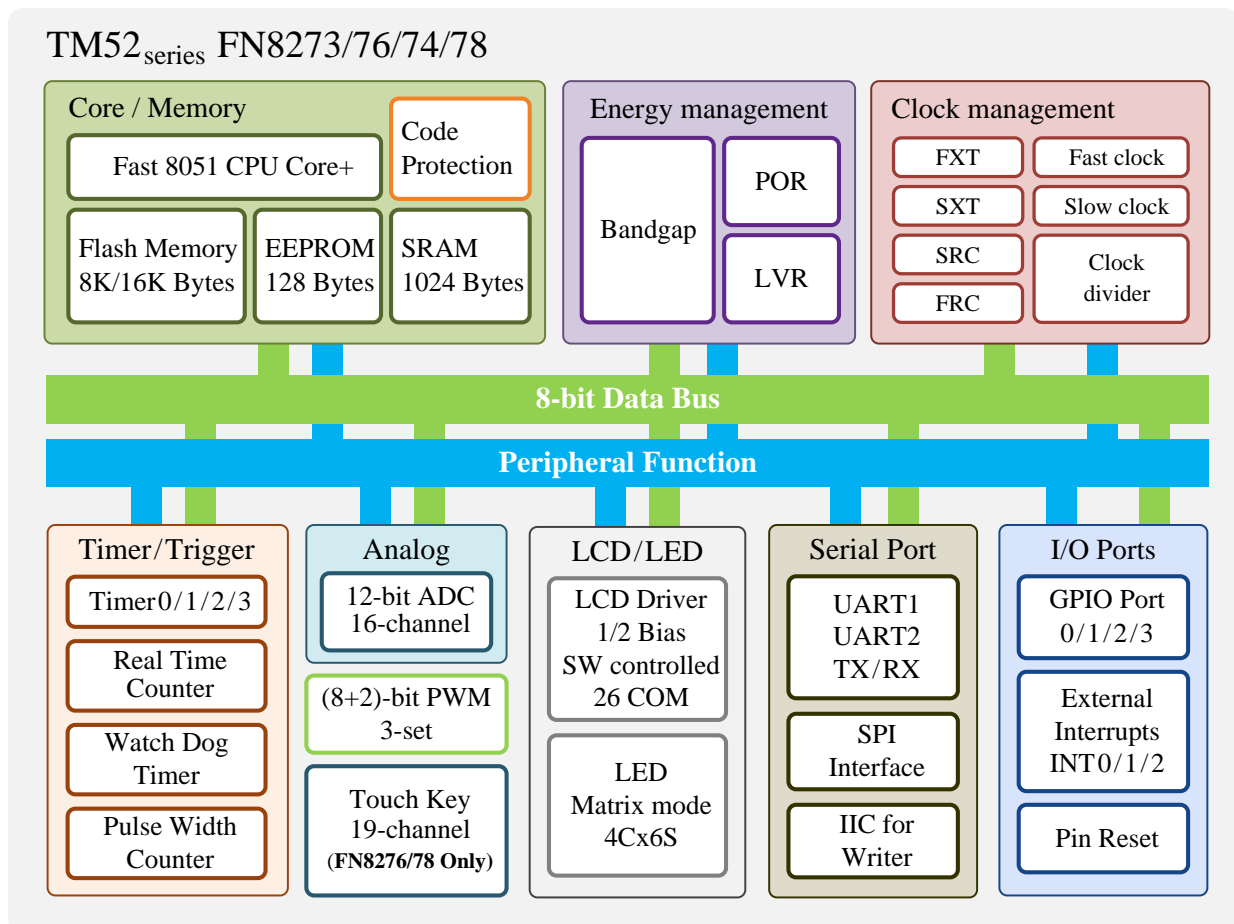 TM52series FN8273/76/74/78
Core / Memory
Fast 8051 CPU Core+
Code
Protection
Flash Memory
8K/16K Bytes
EEPROM
128 Bytes
SRAM
1024 Bytes
Energy management
Bandgap
POR
LVR
Clock management
FXT
SXT
SRC
FRC
Fast clock
Slow clock
Clock
divider
8-bit Data Bus
Peripheral Function
Timer/Trigger
Timer0/1/2/3
Real Time
Counter
Watch Dog
Timer
Pulse Width
Counter
Analog
12-bit ADC
16-channel
(8+2)-bit PWM
3-set
Touch Key
19-channel
(FN8276/78 Only)
LCD/LED
LCD Driver
1/2 Bias
SW controlled
26 COM
LED
Matrix mode
4Cx6S
Serial Port
UART1
UART2
TX/RX
SPI
Interface
IIC for
Writer
I/O Ports
GPIO Port
0/1/2/3
External
Interrupts
INT0/1/2
Pin Reset